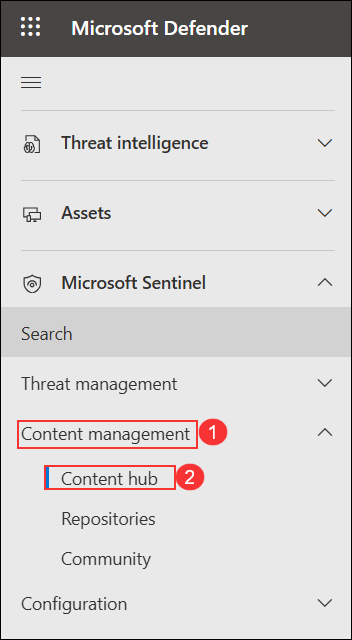 Microsoft Defender
Threat intelligence
Assets
Microsoft Sentinel
Search
Threat management
Content management 1
Content hub 2
Repositories
Community
Configuration